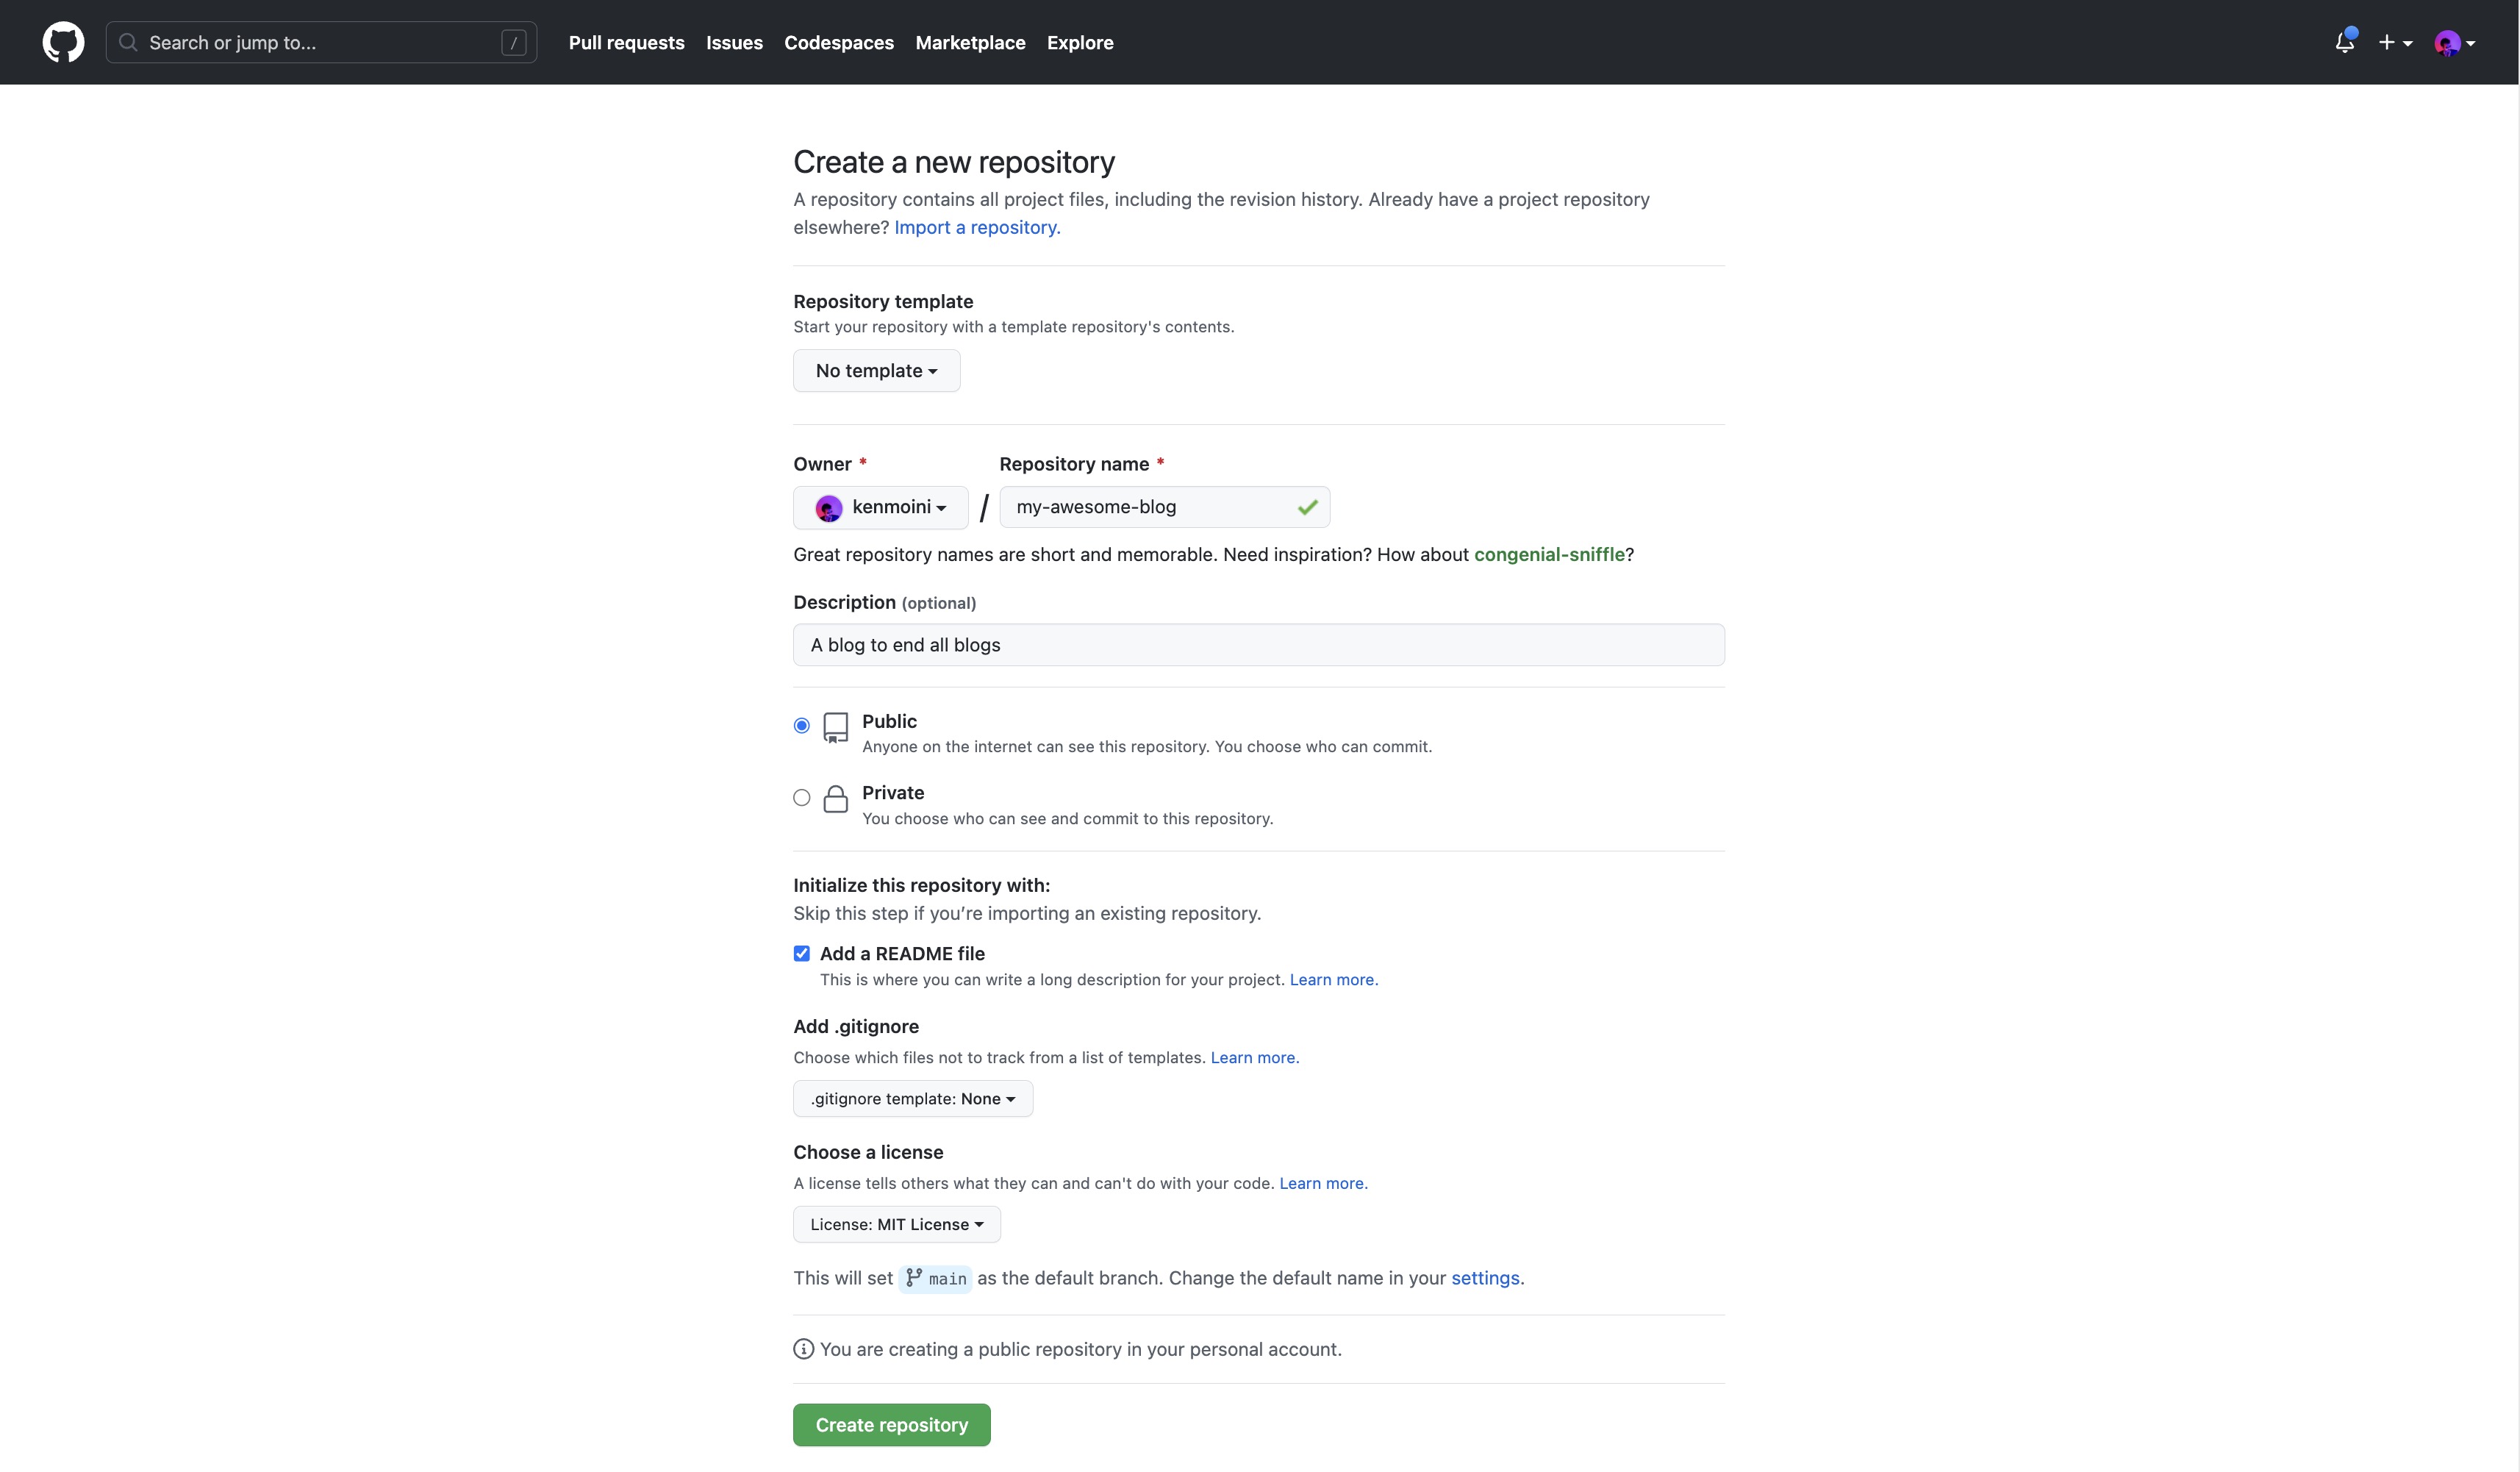 Search or jump to...
/
Pull requests
Issues
Codespaces
Marketplace
Explore
Create a new repository
A repository contains all project files, including the revision history. Already have a project repository
elsewhere? Import a repository.
Repository template
Start your repository with a template repository's contents.
No template
Owner *
Repository name *
kenmoini
/
my-awesome-blog
Great repository names are short and memorable. Need inspiration? How about congenial-sniffle?
Description (optional)
A blog to end all blogs
Public
Anyone on the internet can see this repository. You choose who can commit.
Private
You choose who can see and commit to this repository.
Initialize this repository with:
Skip this step if you’re importing an existing repository.
Add a README file
This is where you can write a long description for your project. Learn more.
Add .gitignore
Choose which files not to track from a list of templates. Learn more.
.gitignore template: None
Choose a license
A license tells others what they can and can't do with your code. Learn more.
License: MIT License
This will set main as the default branch. Change the default name in your settings.
You are creating a public repository in your personal account.
Create repository